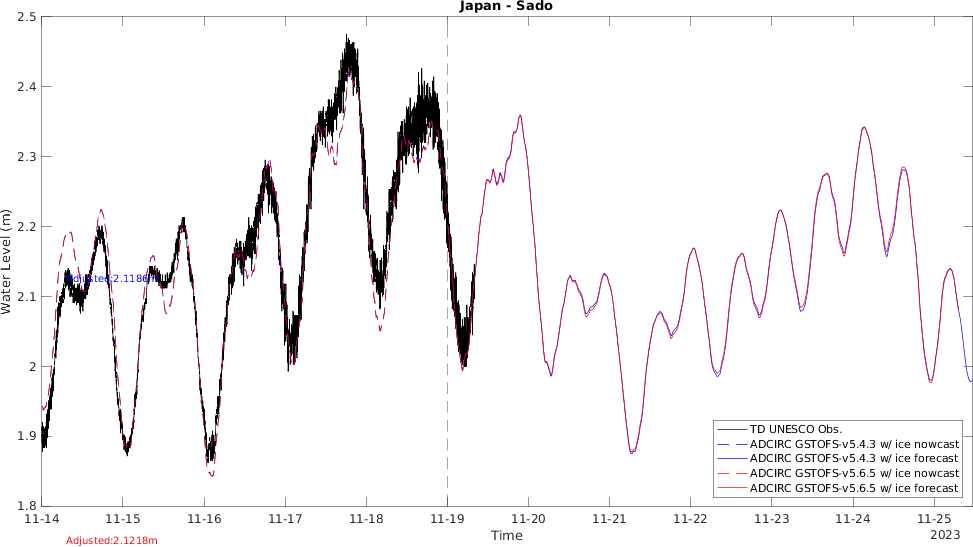 Japan - Sado
2.5
2.4
2.3
2.2
2.1
2
1.9
1.8
Water Level (m)
Adjusted:2.1186m
TD UNESCO Obs.
ADCIRC GSTOFS-v5.4.3 w/ ice nowcast
ADCIRC GSTOFS-v5.4.3 w/ ice forecast
ADCIRC GSTOFS-v5.6.5 w/ ice nowcast
ADCIRC GSTOFS-v5.6.5 w/ ice forecast
11-14 11-15 11-16 11-17 11-18 11-19 11-20 11-21 11-22 11-23 11-24 11-25
Time
2023
Adjusted:2.1218m